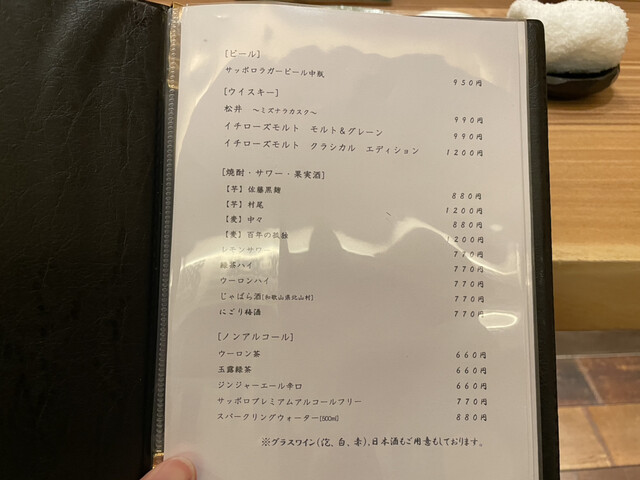 [ビール]
サッポロラガービール中瓶 950円
[ウイスキー]
松井 〜ミズナラカスク〜 990円
イチローズモルト モルト&グレーン 990円
イチローズモルト クラシカル エディション 1200円
[焼酎・サワー・果実酒]
【芋】佐藤黒麹 880円
【芋】村尾 1200円
【麦】中々 880円
【麦】百年の孤独 1200円
レモンサワー 770円
緑茶ハイ 770円
ウーロンハイ 770円
じゃばら酒[和歌山県北山村] 770円
にごり梅酒 770円
[ノンアルコール]
ウーロン茶 660円
玉露緑茶 660円
ジンジャーエール辛口 660円
サッポロプレミアムアルコールフリー 770円
スパークリングウォーター[500ml] 880円
※グラスワイン(泡、白、赤)、日本酒もご用意もしております。